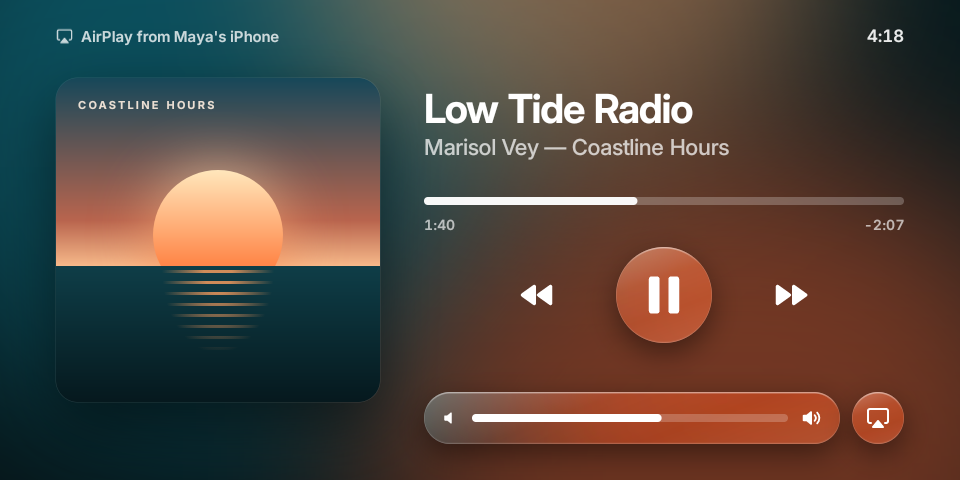 AirPlay from Maya's iPhone
4:18
COASTLINE HOURS
Low Tide Radio
Marisol Vey — Coastline Hours
1:40
-2:07